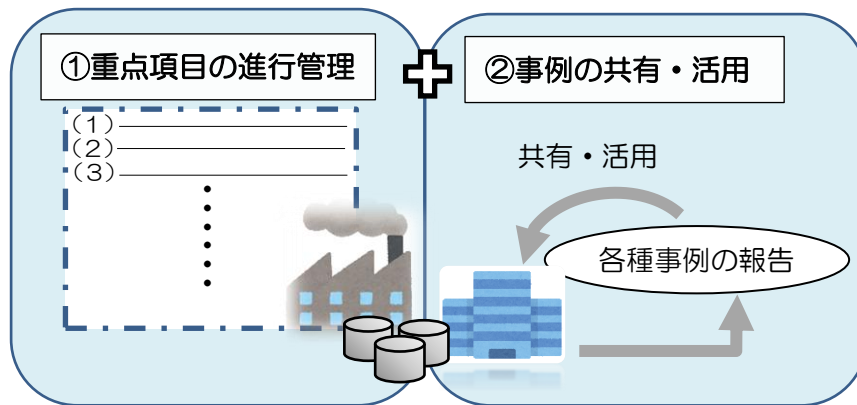 ①重点項目の進行管理
②事例の共有・活用
（１）
（２）
（３）
共有・活用
各種事例の報告